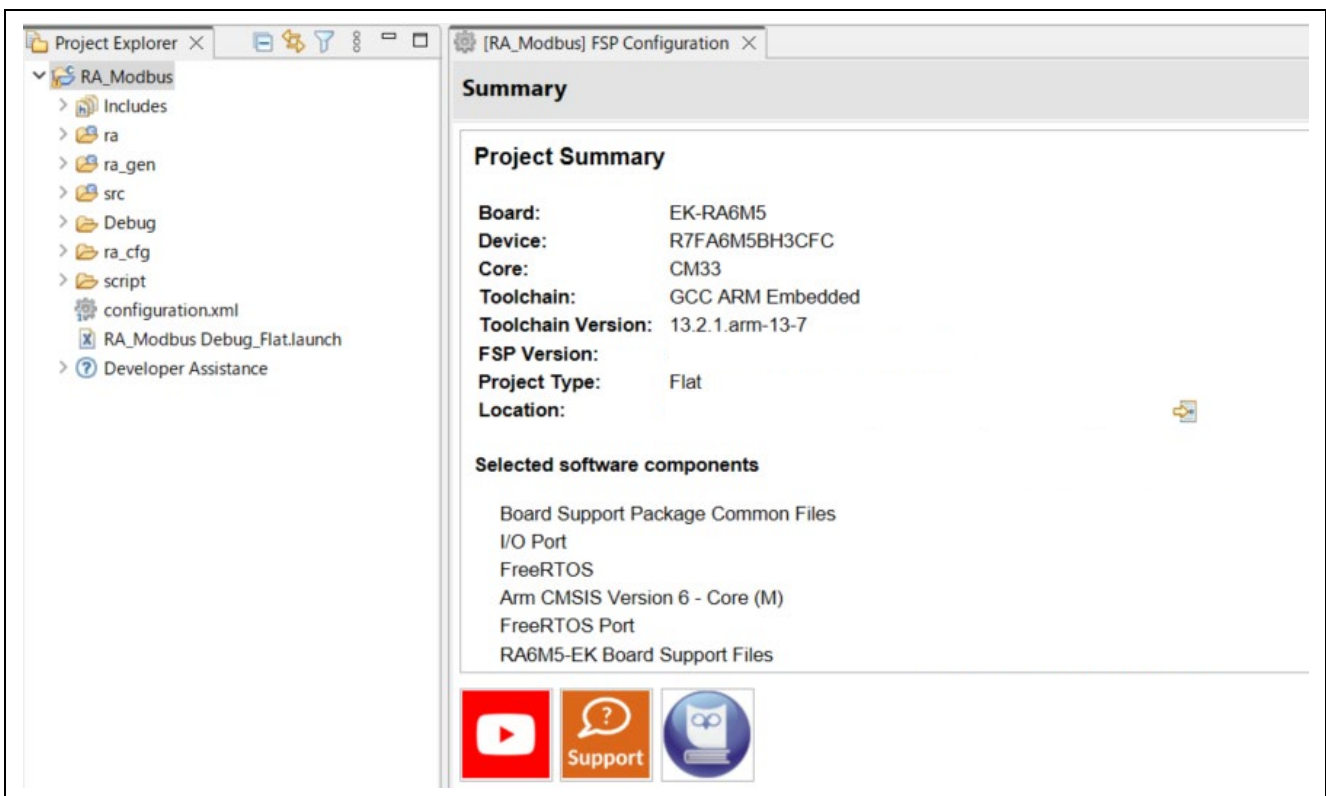 Project Explorer
RA_Modbus
Includes
ra
ra_gen
src
Debug
ra_cfg
script
configuration.xml
RA_Modbus Debug_Flat.launch
Developer Assistance
[RA_Modbus] FSP Configuration
Summary
Project Summary
Board: EK-RA6M5
Device: R7FA6M5BH3CFC
Core: CM33
Toolchain: GCC ARM Embedded
Toolchain Version: 13.2.1.arm-13-7
FSP Version:
Project Type: Flat
Location:
Selected software components
Board Support Package Common Files
I/O Port
FreeRTOS
Arm CMSIS Version 6 - Core (M)
FreeRTOS Port
RA6M5-EK Board Support Files
Support